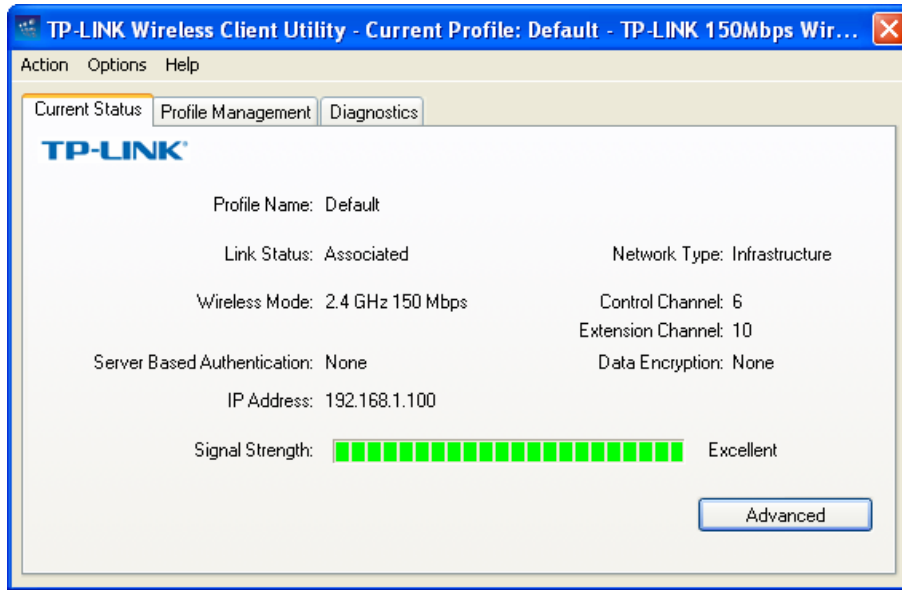 TP-LINK Wireless Client Utility - Current Profile: Default - TP-LINK 150Mbps Wir...
Action Options Help
Current Status Profile Management Diagnostics
TP-LINK®
Profile Name: Default
Link Status: Associated Network Type: Infrastructure
Wireless Mode: 2.4 GHz 150 Mbps Control Channel: 6
Extension Channel: 10
Server Based Authentication: None Data Encryption: None
IP Address: 192.168.1.100
Signal Strength: Excellent
Advanced